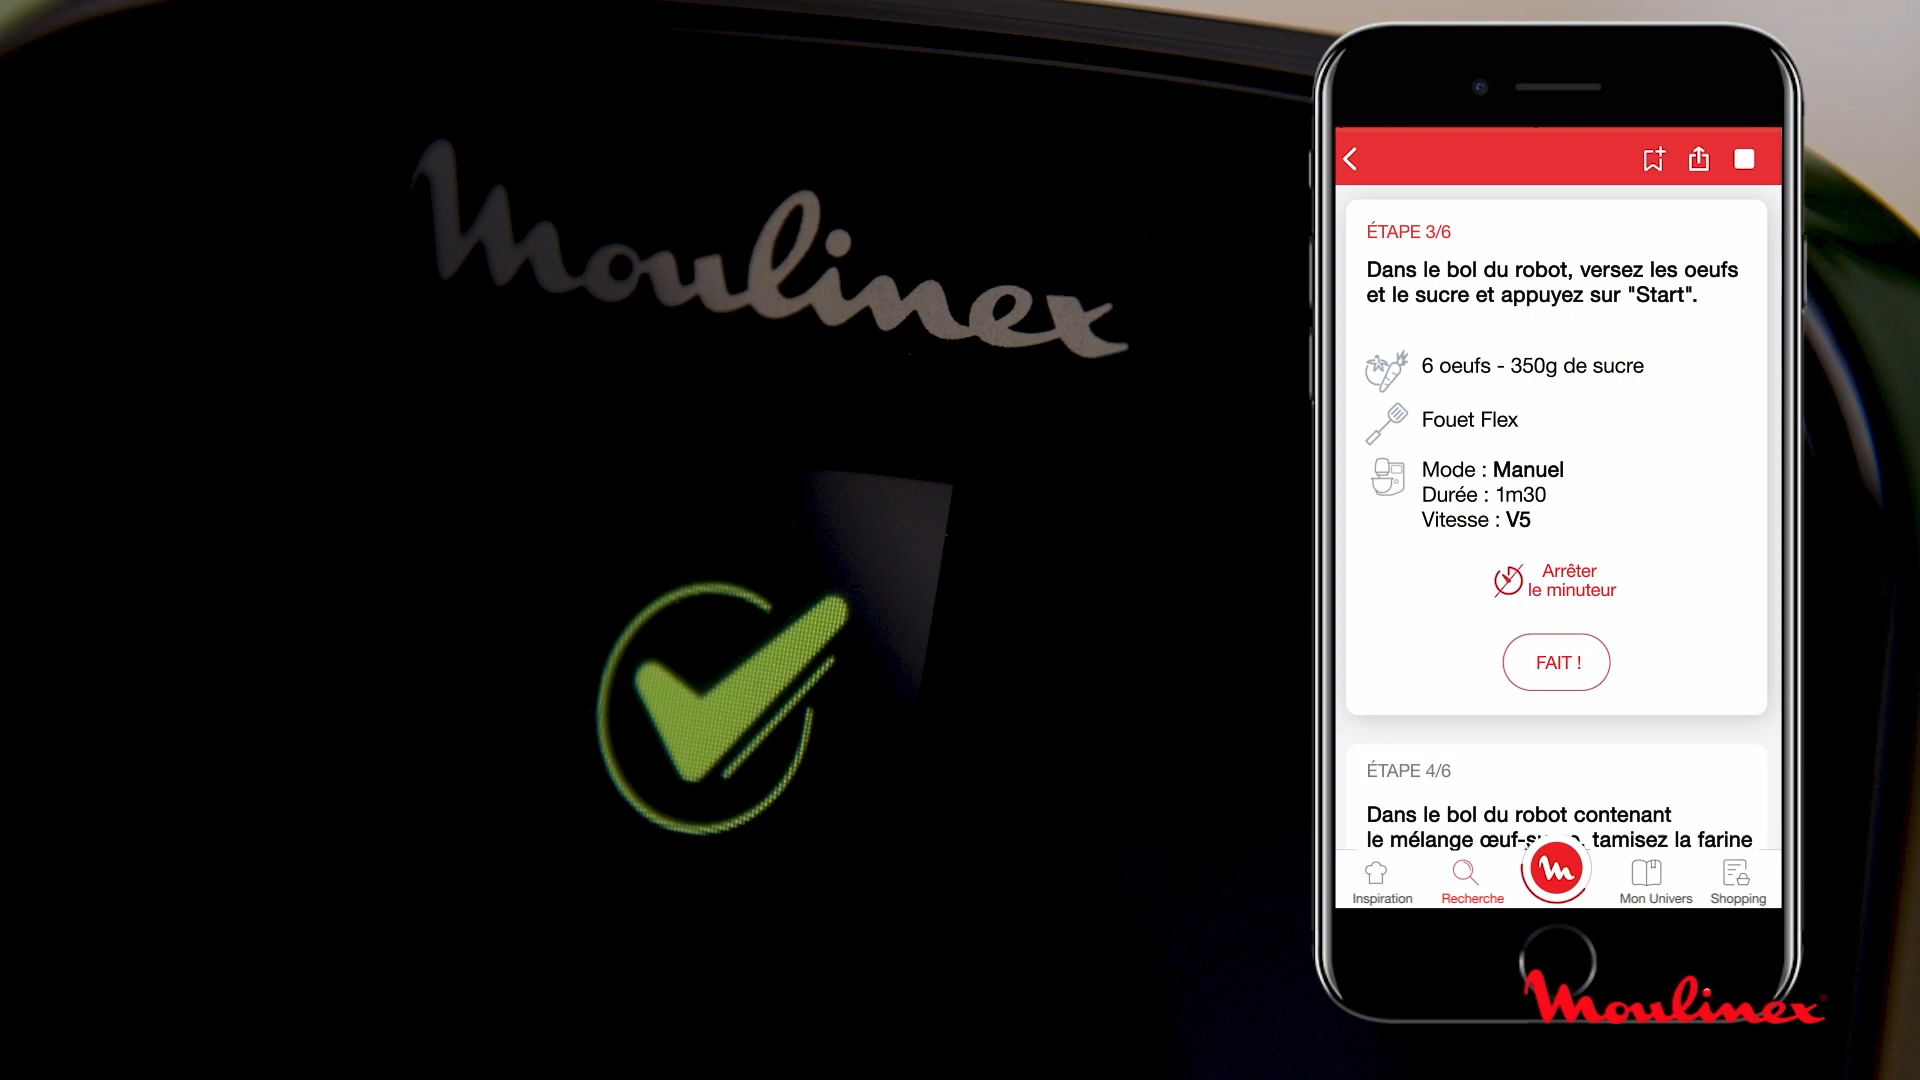 Moulinex
ÉTAPE 3/6
Dans le bol du robot, versez les oeufs
et le sucre et appuyez sur "Start".
6 oeufs - 350g de sucre
Fouet Flex
Mode : Manuel
Durée : 1m30
Vitesse : V5
Arrêter
le minuteur
FAIT !
ÉTAPE 4/6
Dans le bol du robot contenant
le mélange tamisez la farine
Inspiration
Recherche
m
Mon Univers
Shopping
Moulinex